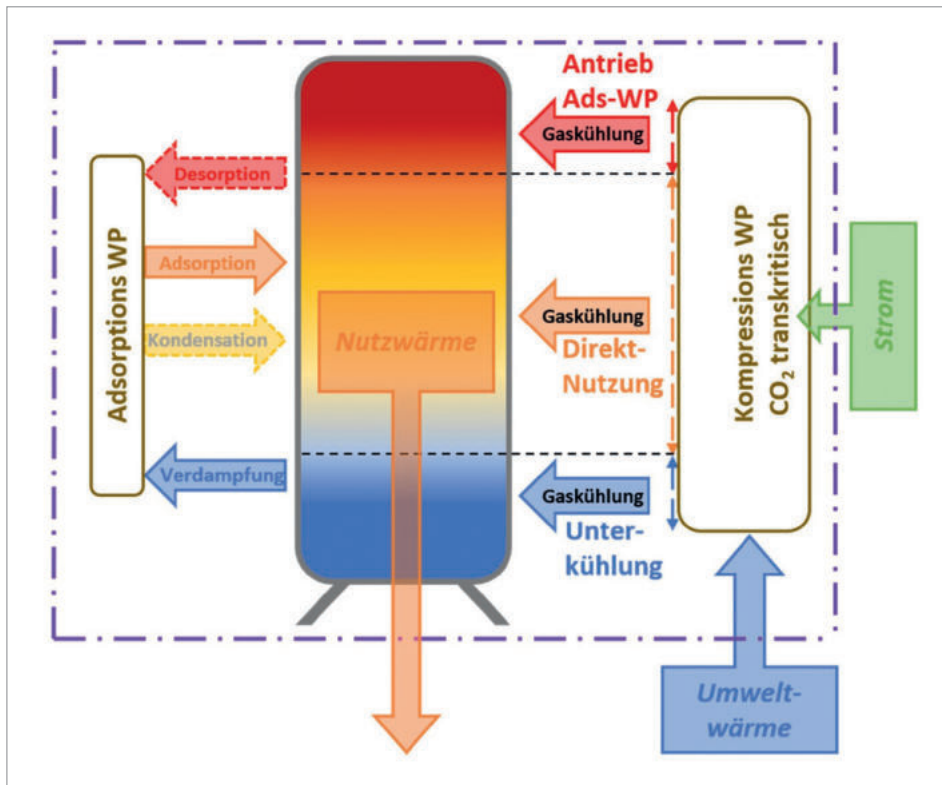 Antrieb
Ads-WP
Gaskühlung
Desorption
Adsorption
Kondensation
Verdampfung
Adsorptions WP
Nutzwärme
Gaskühlung
Direkt-
Nutzung
Gaskühlung
Unter-
kühlung
Kompressions WP
CO₂ transkritisch
Strom
Umwelt-
wärme